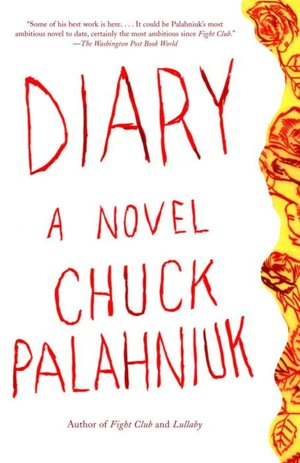 “Some of his best work is here. . . . It could be Palahniuk’s most
ambitious novel to date, certainly the most ambitious since Fight Club.”
—The Washington Post Book World
DIARY
A NOVEL
CHUCK
PALAHNIUK
Author of Fight Club and Lullaby